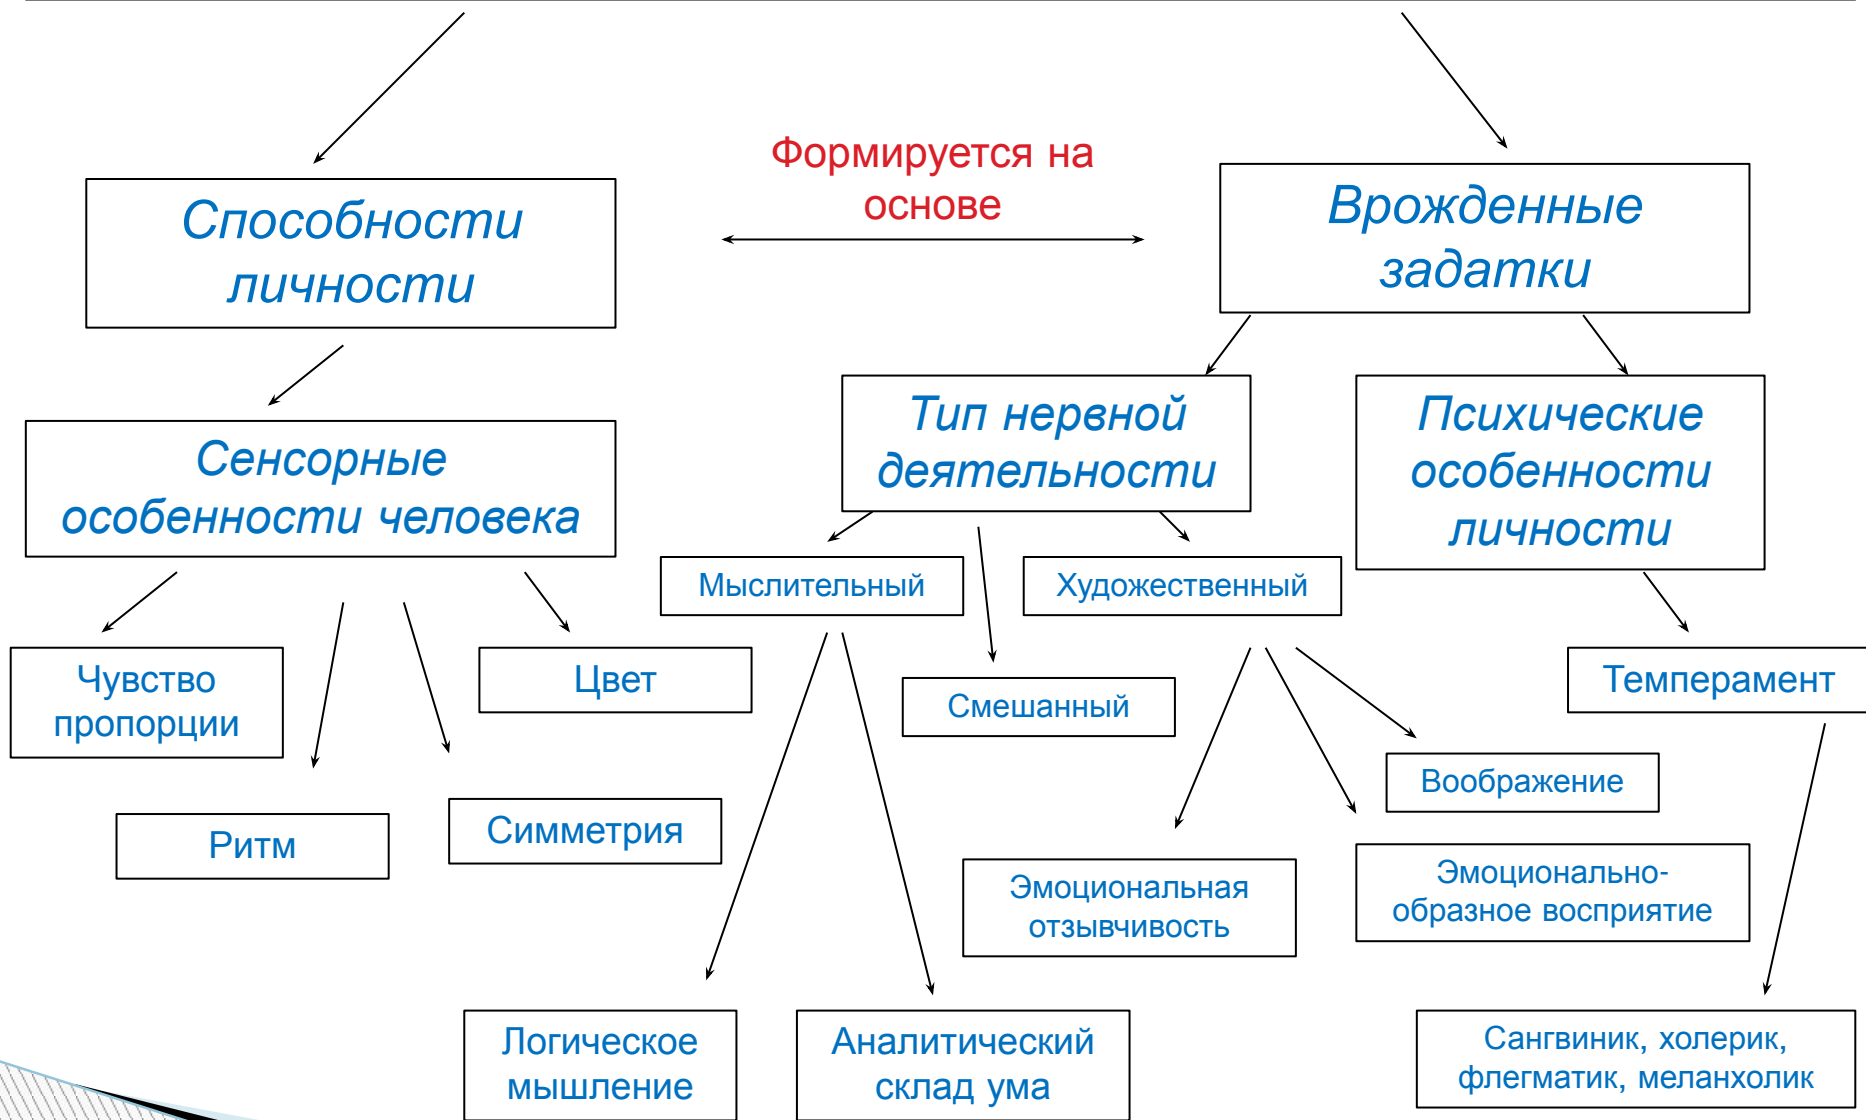 Формируется на
основе
Способности
личности
Врожденные
задатки
Сенсорные
особенности человека
Тип нервной
деятельности
Психические
особенности
личности
Мыслительный
Художественный
Чувство
пропорции
Цвет
Смешанный
Темперамент
Воображение
Ритм
Симметрия
Эмоциональная
отзывчивость
Эмоционально-
образное восприятие
Логическое
мышление
Аналитический
склад ума
Сангвиник, холерик,
флегматик, меланхолик